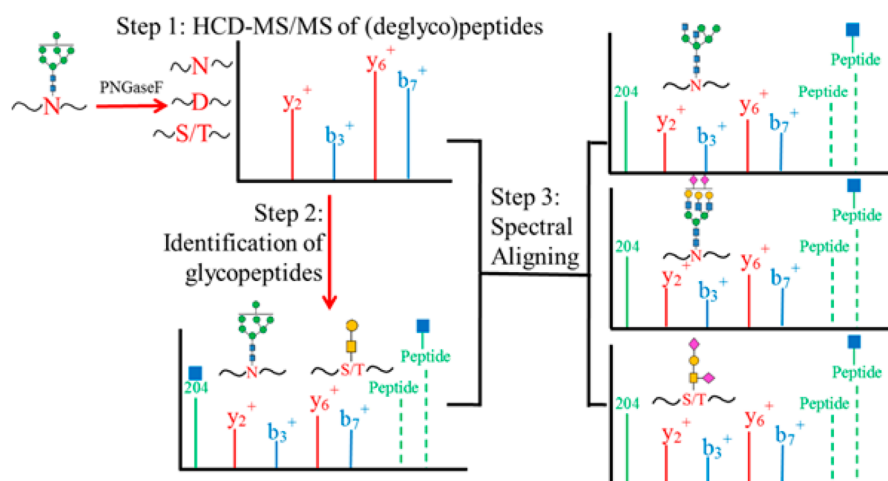 Step 1: HCD-MS/MS of (deglyco)peptides
N
PNGaseF
N
D
S/T
y2+
b3+
y6+
b7+
Step 2:
Identification of
glycopeptides
204
N
S/T
y2+
b3+
y6+
b7+
Peptide
Peptide
Step 3:
Spectral
Aligning
204
N
y2+
b3+
y6+
b7+
Peptide
Peptide
204
N
y2+
b3+
y6+
b7+
Peptide
Peptide
204
S/T
y2+
b3+
y6+
b7+
Peptide
Peptide